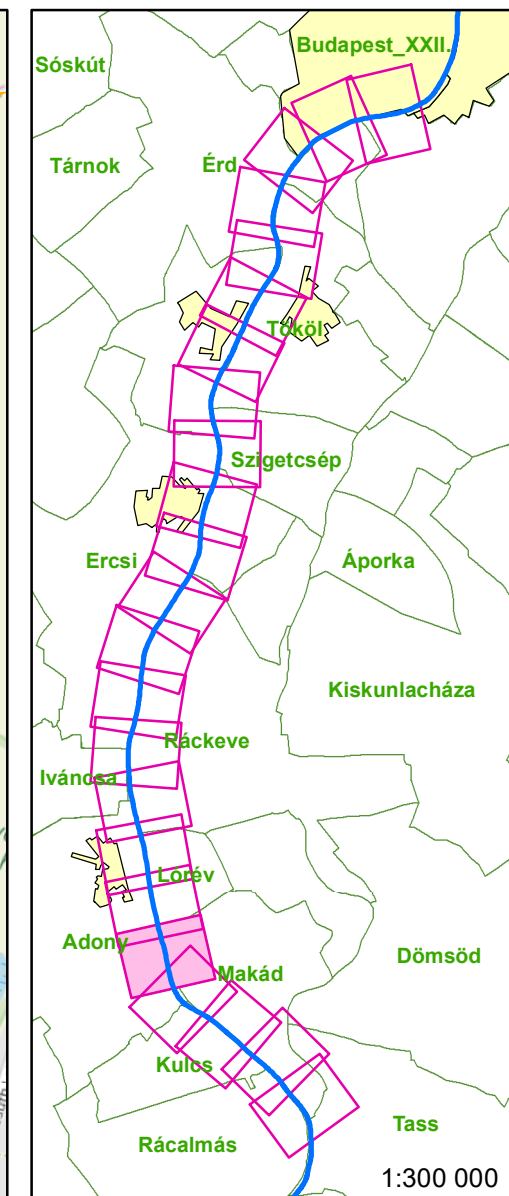 Budapest_XXII.
Sóskút
Tárnok
Érd
Tököl
Szigetcsép
Ercsi
Áporka
Kiskunlacháza
Ráckeve
Iváncsa
Lórév
Adony
Makád
Dömsöd
Kulcs
Tass
Rácalmás
1:300 000